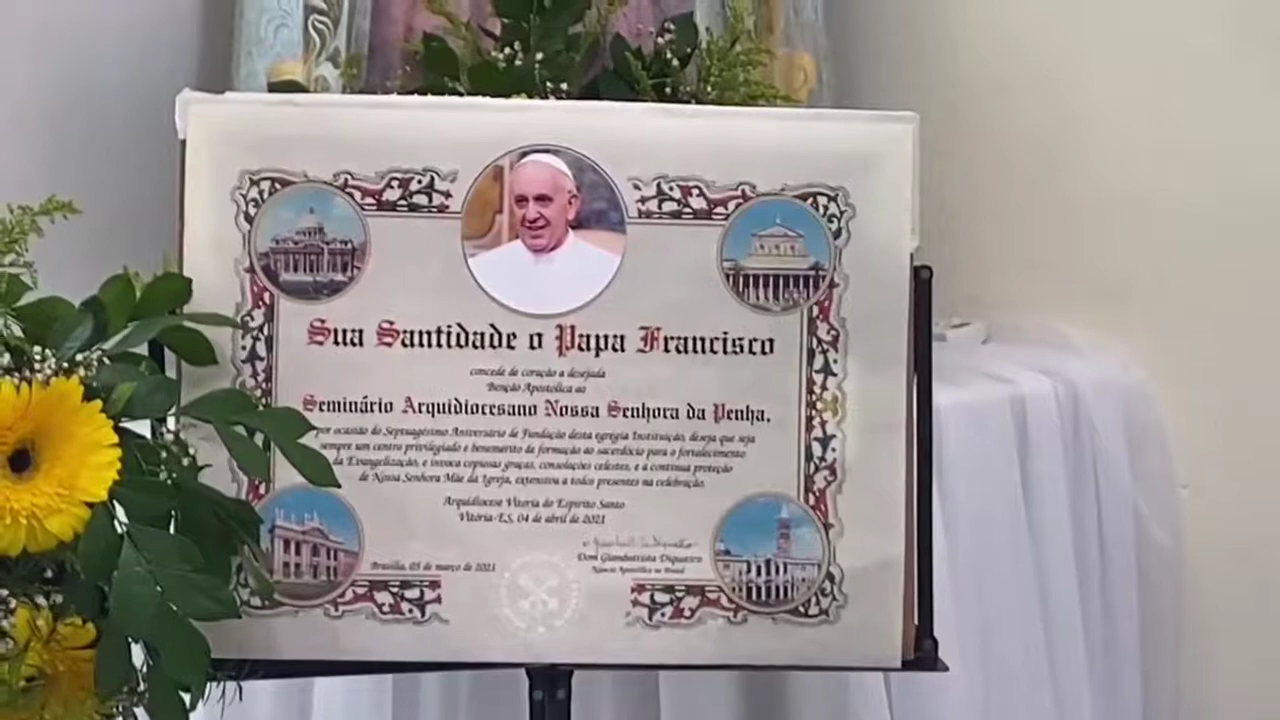 Sua Santidade o Papa Francisco
concede de coração a desejada
Benção Apostólica ao
Seminário Arquidiocesano Nossa Senhora da Penha,
por ocasião do Septuagésimo Aniversário de Fundação desta egrégia Instituição, deseja que seja
sempre um centro privilegiado e benemérito de formação ao sacerdócio para o fortalecimento
da Evangelização, e invoca copiosas graças, consolações celestes, e a contínua proteção
de Nossa Senhora Mãe da Igreja, extensiva a todos presentes na celebração.
Arquidiocese Vitória do Espírito Santo
Vitória-ES, 04 de abril de 2021
Brasília, 05 de março de 2021
Dom Giambattista Diquattro
Núncio Apostólico no Brasil